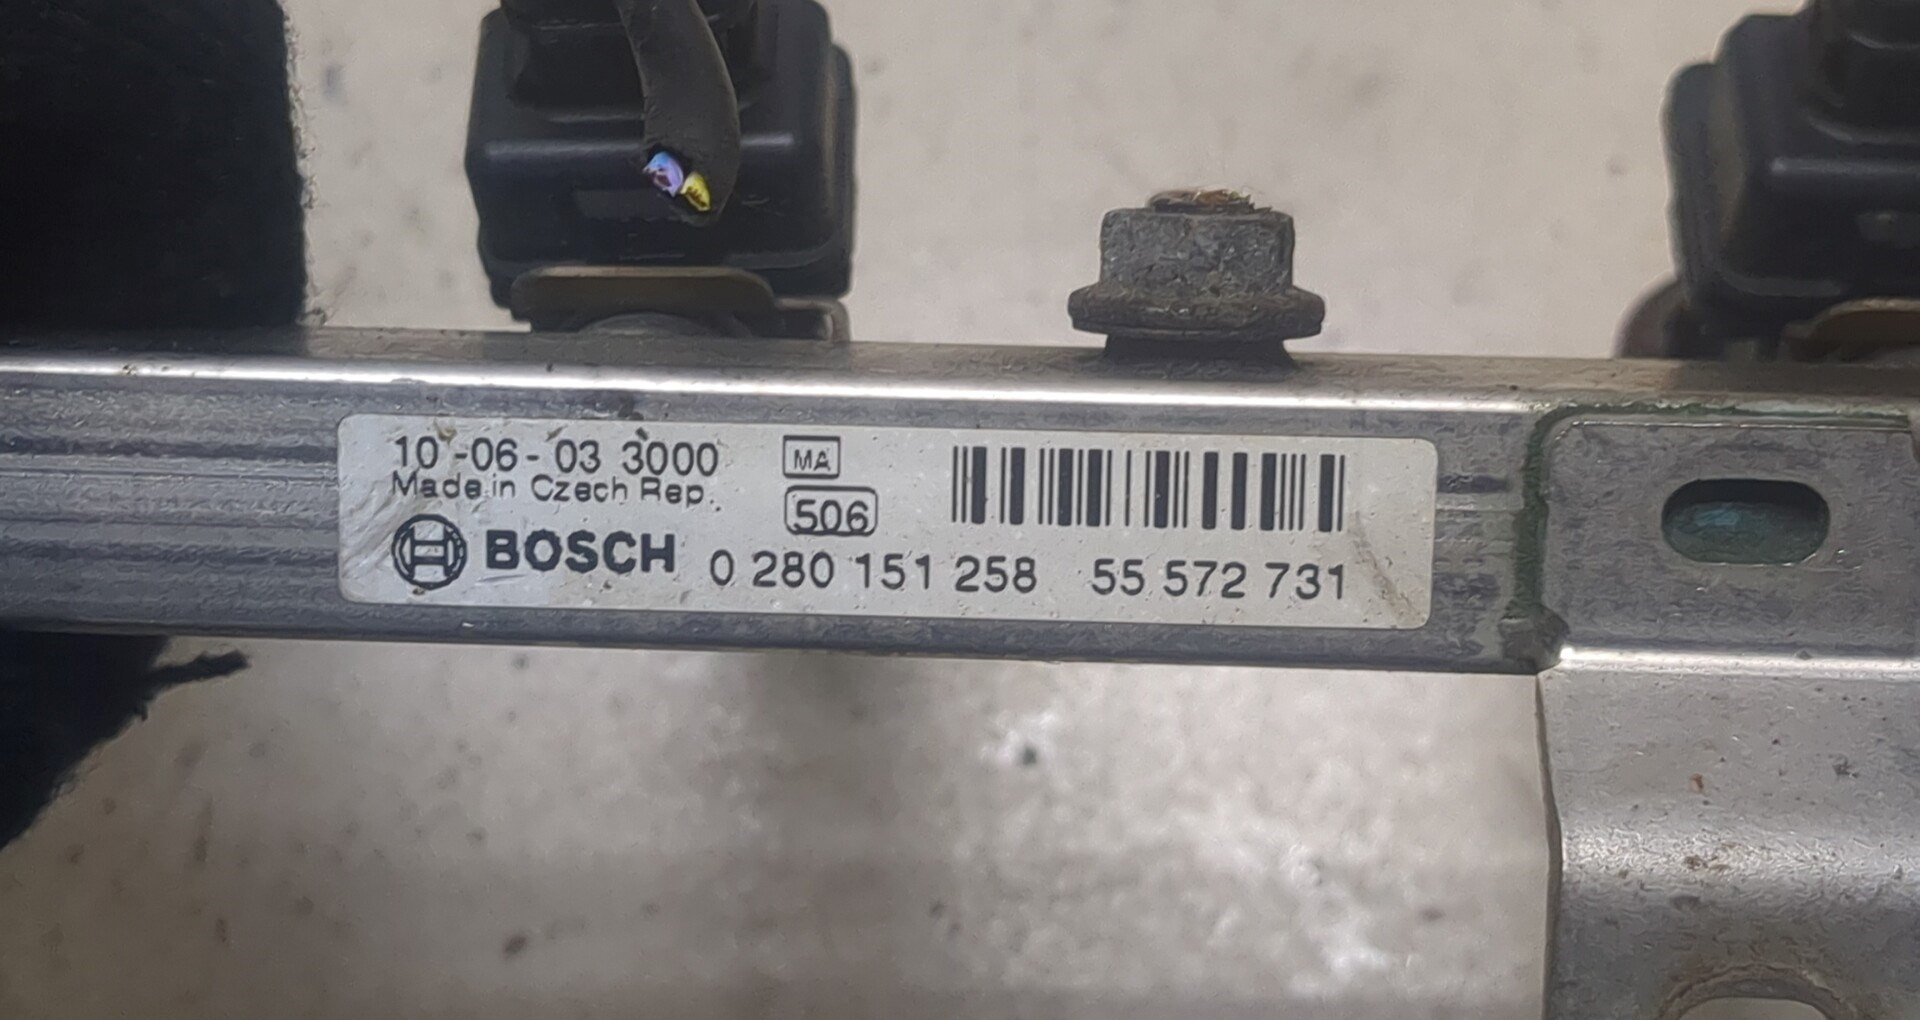 10-06-03 3000
MA
Made in Czech Rep.
506
BOSCH 0 280 151 258 55 572 731